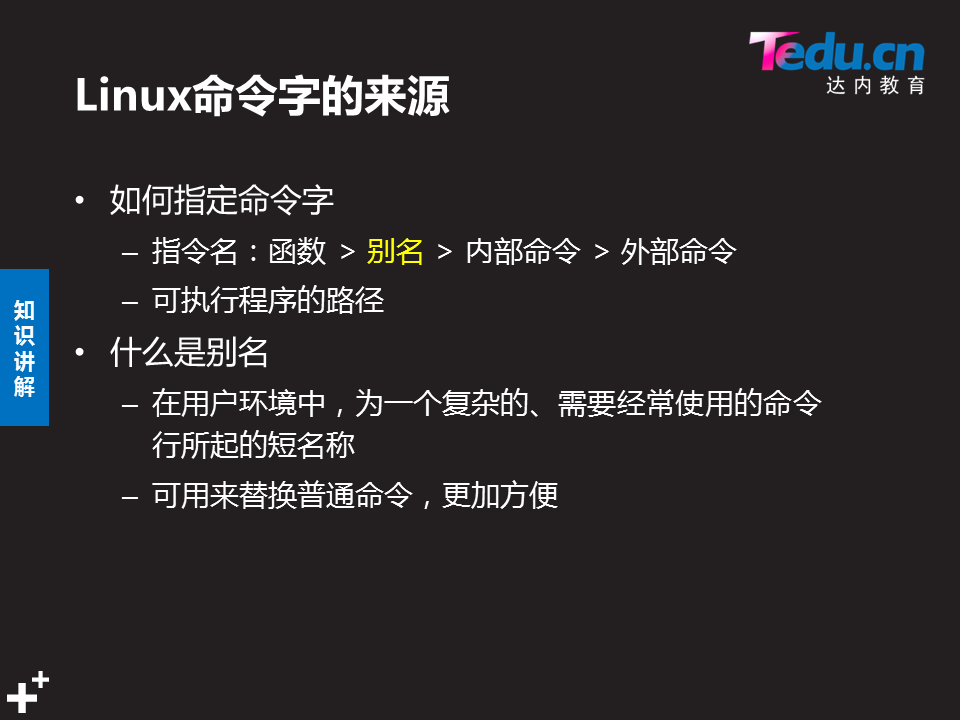 Tedu.cn
达内教育
Linux命令字的来源
• 如何指定命令字
– 指令名：函数 > 别名 > 内部命令 > 外部命令
– 可执行程序的路径
• 什么是别名
– 在用户环境中，为一个复杂的、需要经常使用的命令
行所起的短名称
– 可用来替换普通命令，更加方便
知
识
讲
解